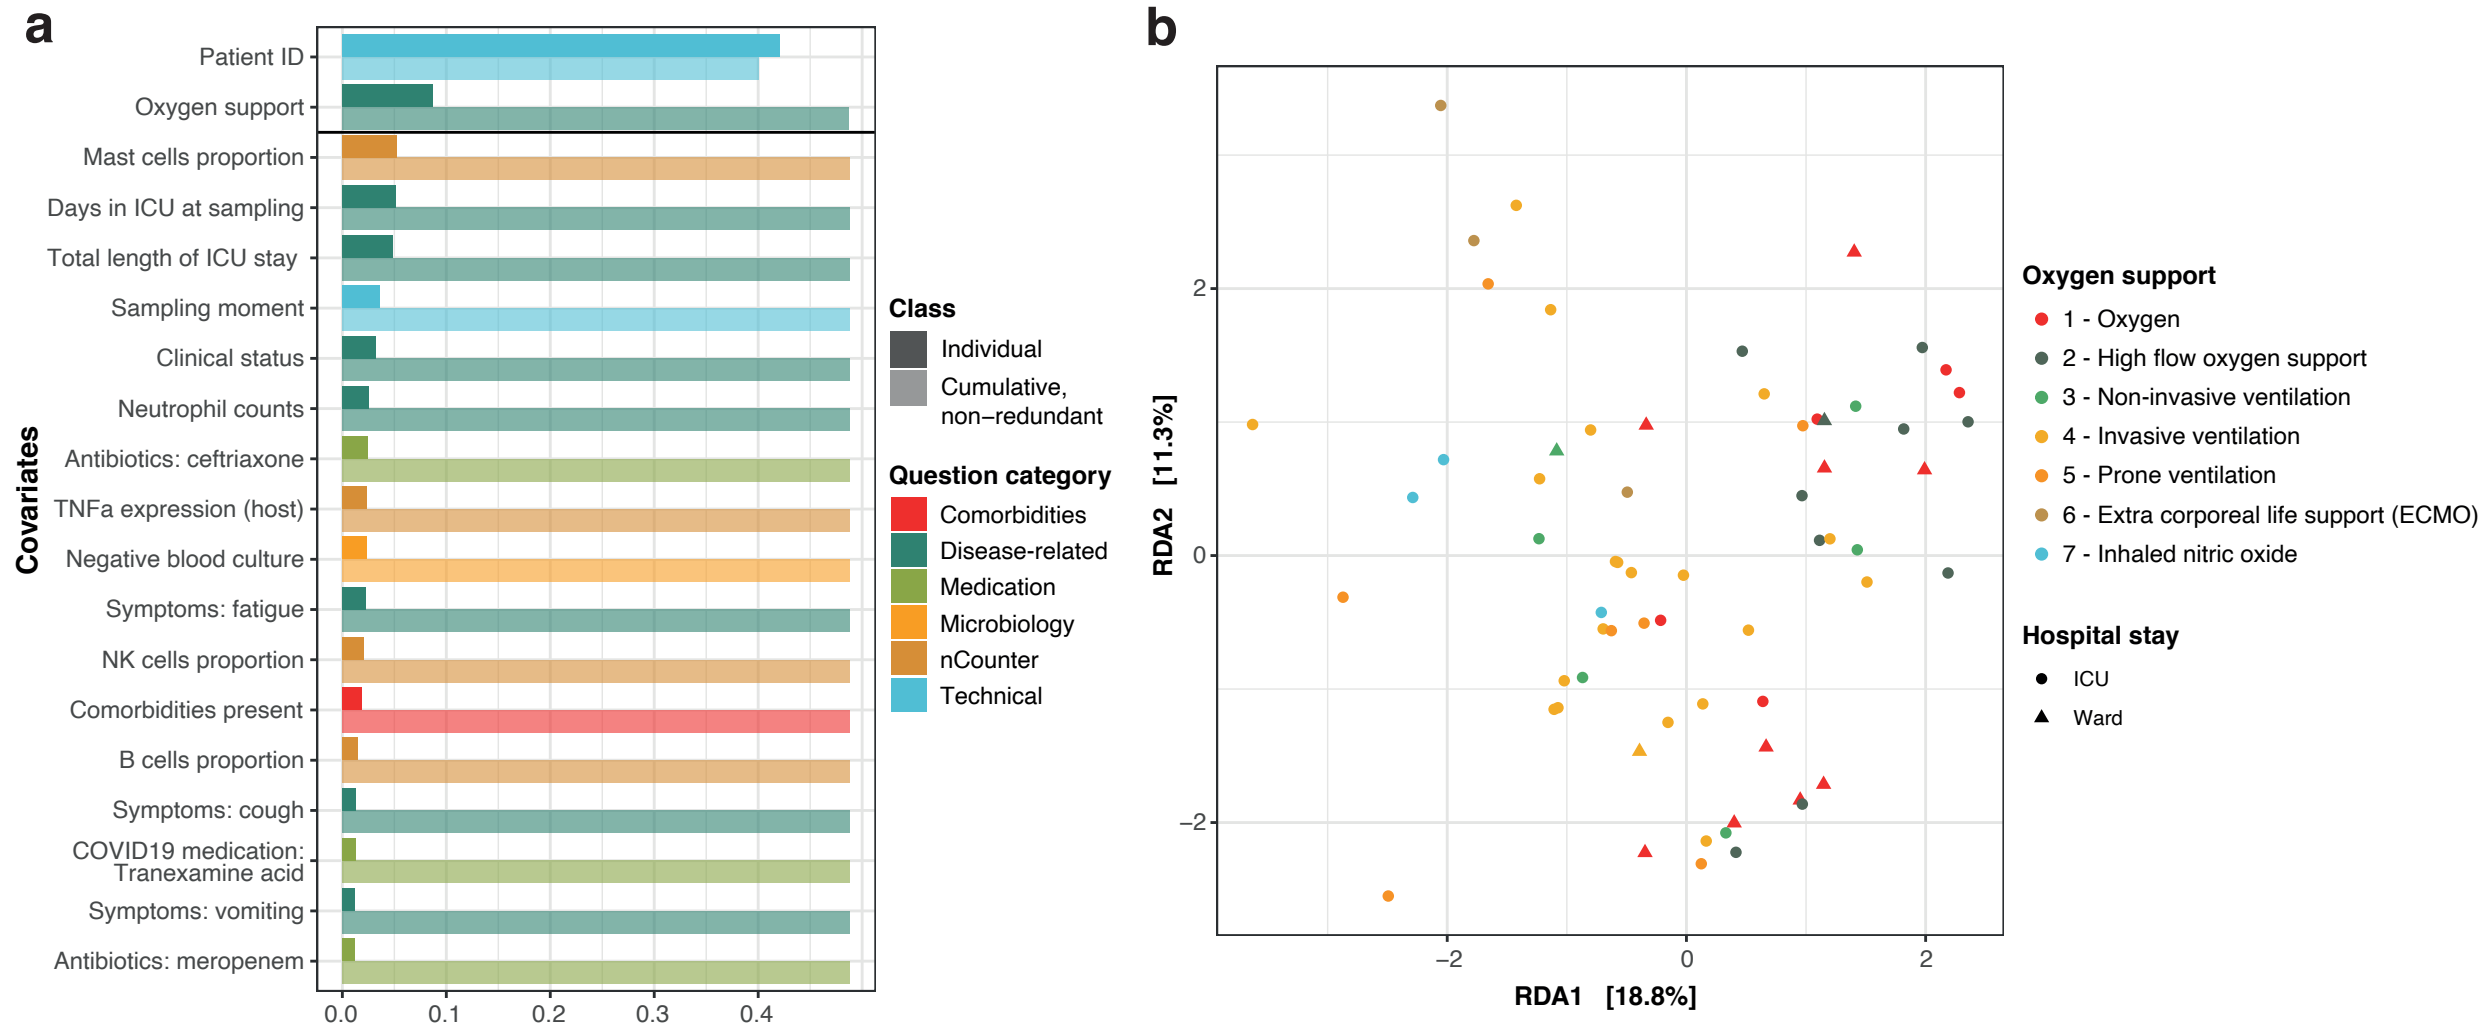 a
Covariates
Patient ID
Oxygen support
Mast cells proportion
Days in ICU at sampling
Total length of ICU stay
Sampling moment
Clinical status
Neutrophil counts
Antibiotics: ceftriaxone
TNFa expression (host)
Negative blood culture
Symptoms: fatigue
NK cells proportion
Comorbidities present
B cells proportion
Symptoms: cough
COVID19 medication:
Tranexamine acid
Symptoms: vomiting
Antibiotics: meropenem
0.0
0.1
0.2
0.3
0.4
Class
Individual
Cumulative,
non−redundant
Question category
Comorbidities
Disease-related
Medication
Microbiology
nCounter
Technical
b
RDA2 [11.3%]
2
0
−2
−2
0
2
RDA1 [18.8%]
Oxygen support
1 - Oxygen
2 - High flow oxygen support
3 - Non-invasive ventilation
4 - Invasive ventilation
5 - Prone ventilation
6 - Extra corporeal life support (ECMO)
7 - Inhaled nitric oxide
Hospital stay
ICU
Ward